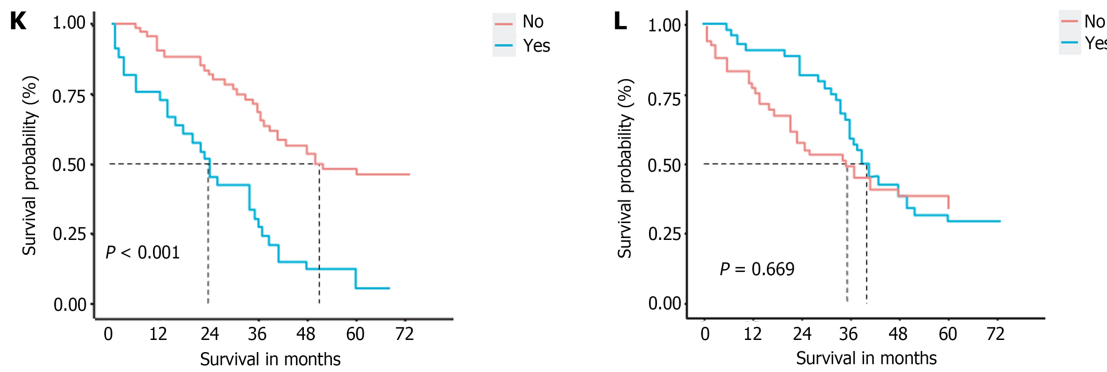 K
No
Yes
Survival probability (%)
1.00
0.75
0.50
0.25
0.00
P < 0.001
0 12 24 36 48 60 72
Survival in months
L
No
Yes
Survival probability (%)
1.00
0.75
0.50
0.25
0.00
P = 0.669
0 12 24 36 48 60 72
Survival in months